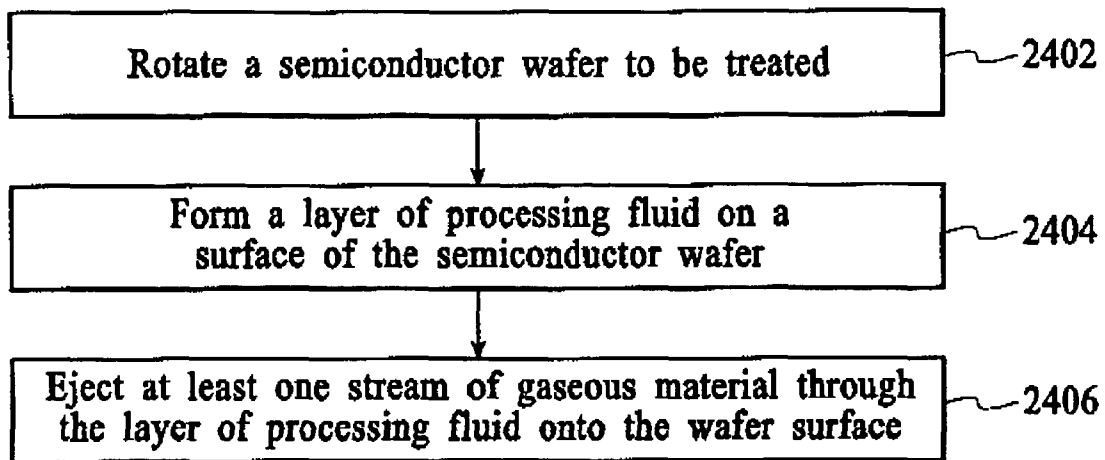 Rotate a semiconductor wafer to be treated
2402
Form a layer of processing fluid on a
surface of the semiconductor wafer
2404
Eject at least one stream of gaseous material through
the layer of processing fluid onto the wafer surface
2406